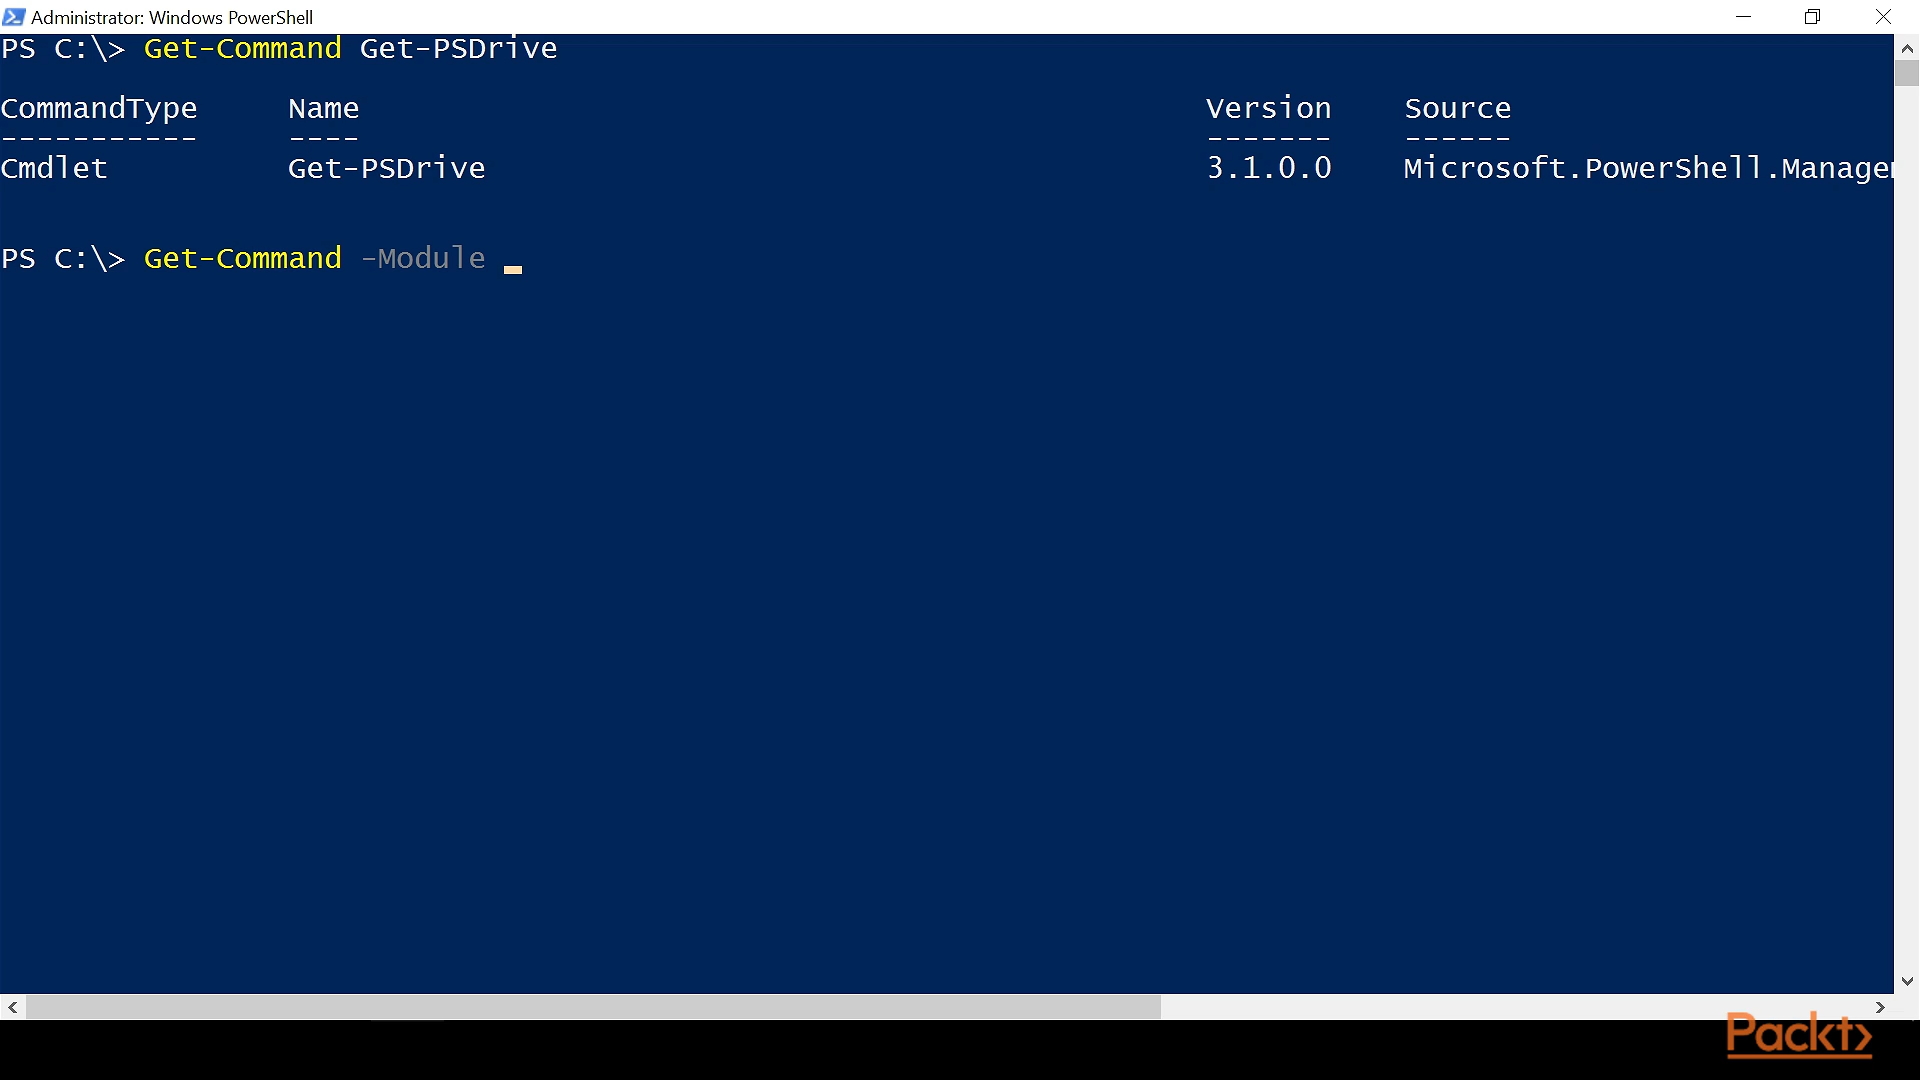 Administrator: Windows PowerShell
PS C:\> Get-Command Get-PSDrive
CommandType Name Version Source
----------- ---- ------- ------
Cmdlet Get-PSDrive 3.1.0.0 Microsoft.PowerShell.Manage
PS C:\> Get-Command -Module _
Packt>